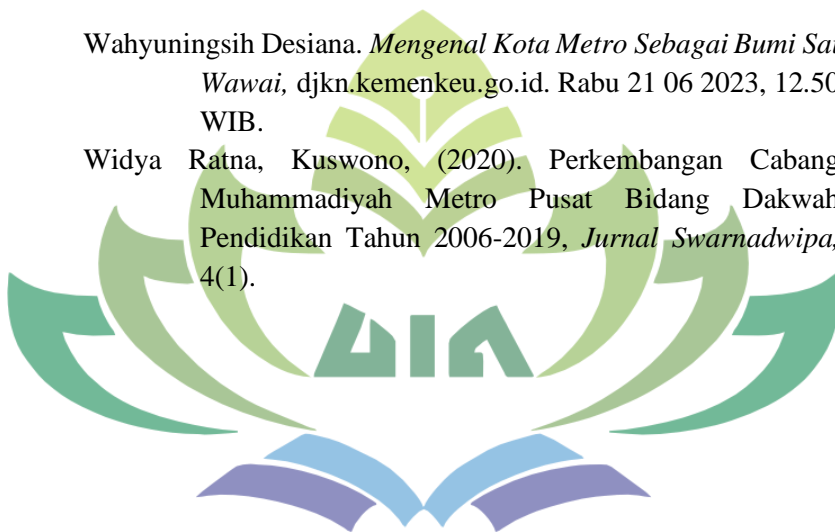 Wahyuningsih Desiana. Mengenal Kota Metro Sebagai Bumi Sai
Wawai, djkn.kemenkeu.go.id. Rabu 21 06 2023, 12.50
WIB.
Widya Ratna, Kuswono, (2020). Perkembangan Cabang
Muhammadiyah Metro Pusat Bidang Dakwah
Pendidikan Tahun 2006-2019, Jurnal Swarnadwipa,
4(1).
UIN